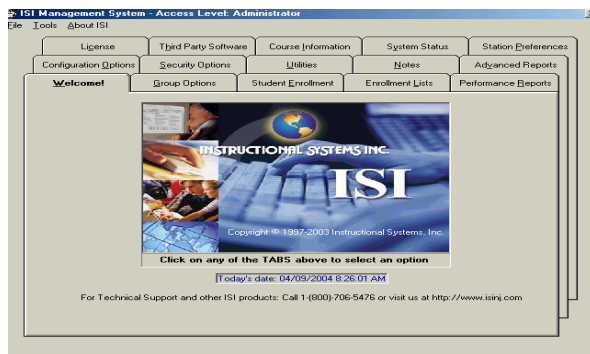 ISI Management System - Access Level: Administrator
File Tools About ISI
License Third Party Software Course Information System Status Station Preferences
Configuration Options Security Options Utilities Notes Advanced Reports
Welcome! Group Options Student Enrollment Enrollment Lists Performance Reports
INSTRUCTIONAL SYSTEMS INC.
ISI
Copyright © 1997-2003 Instructional Systems, Inc.
Click on any of the TABS above to select an option
Today's date: 04/09/2004 8:26:01 AM
For Technical Support and other ISI products: Call 1-(800)-706-5476 or visit us at http://www.isinj.com